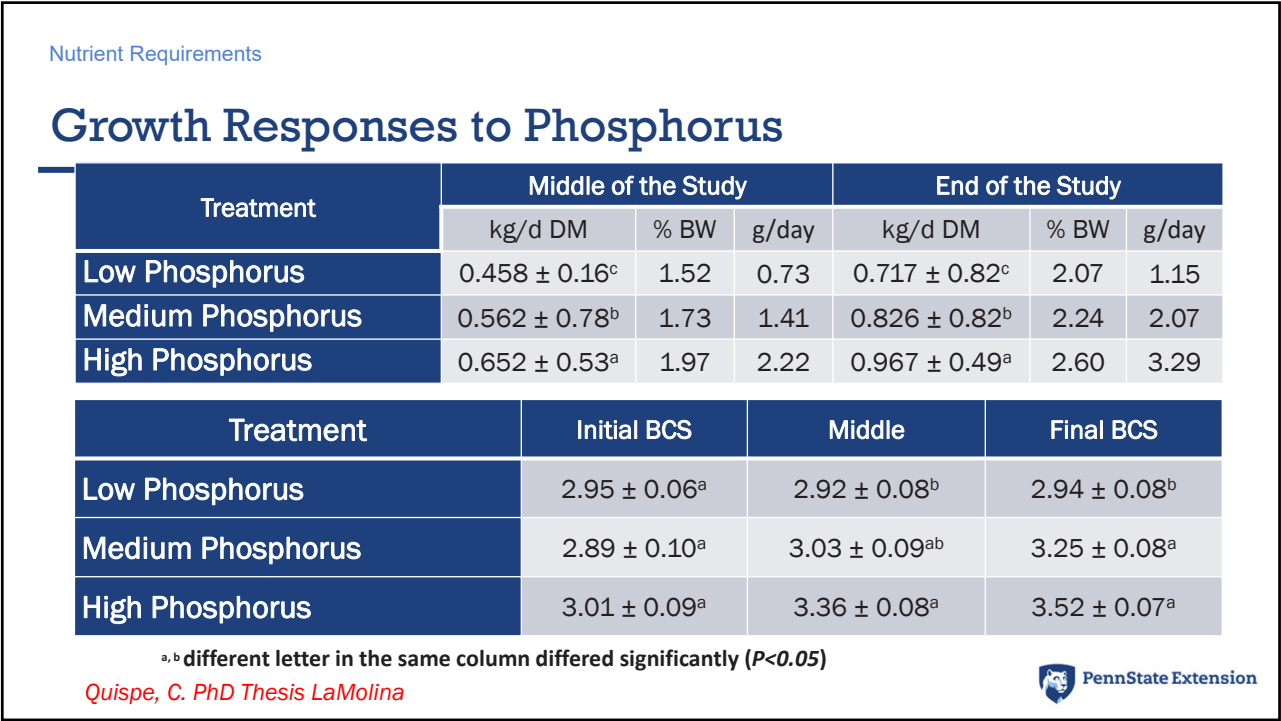 Nutrient Requirements
Growth Responses to Phosphorus
Treatment Middle of the Study End of the Study
kg/d DM % BW g/day kg/d DM % BW g/day
Low Phosphorus 0.458 ± 0.16c 1.52 0.73 0.717 ± 0.82c 2.07 1.15
Medium Phosphorus 0.562 ± 0.78b 1.73 1.41 0.826 ± 0.82b 2.24 2.07
High Phosphorus 0.652 ± 0.53a 1.97 2.22 0.967 ± 0.49a 2.60 3.29
Treatment Initial BCS Middle Final BCS
Low Phosphorus 2.95 ± 0.06a 2.92 ± 0.08b 2.94 ± 0.08b
Medium Phosphorus 2.89 ± 0.10a 3.03 ± 0.09ab 3.25 ± 0.08a
High Phosphorus 3.01 ± 0.09a 3.36 ± 0.08a 3.52 ± 0.07a
a, b different letter in the same column differed significantly (P<0.05)
Quispe, C. PhD Thesis LaMolina
PennState Extension